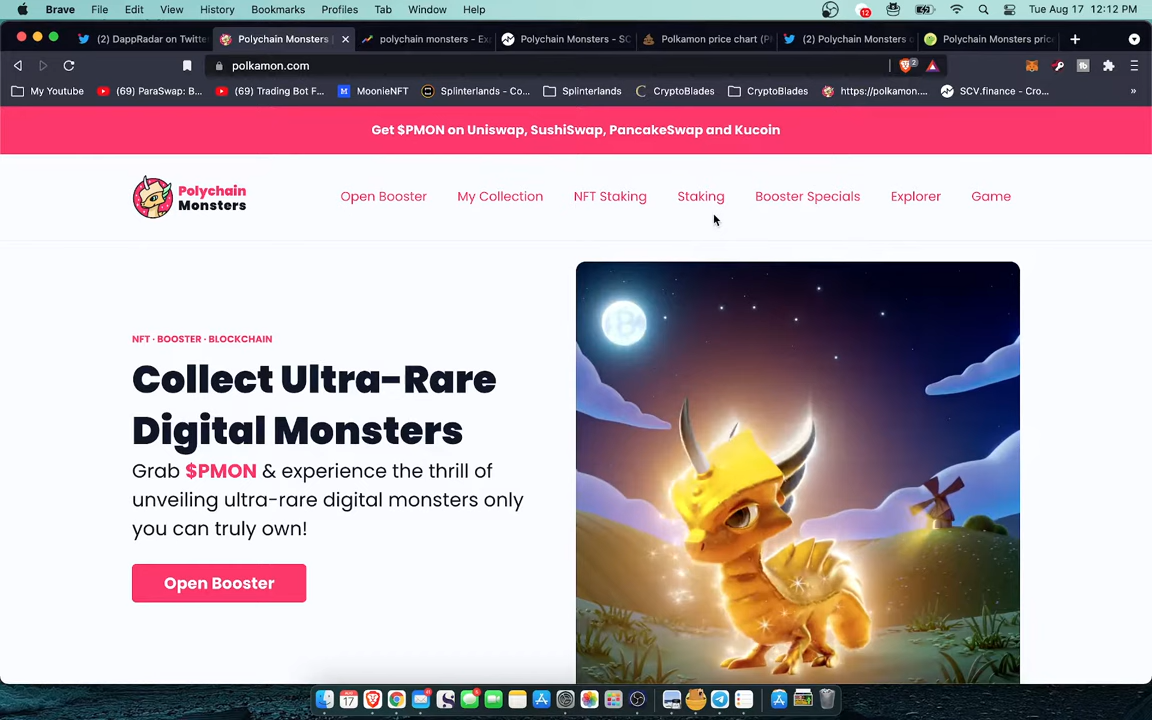 Brave File Edit View History Bookmarks Profiles Tab Window Help
12
Tue Aug 17 12:12 PM
(2) DappRadar on Twitte
Polychain Monsters
polychain monsters - Ex
Polychain Monsters - SC
Polkamon price chart (P
(2) Polychain Monsters o
Polychain Monsters pric
polkamon.com
2
My Youtube
(69) ParaSwap: B...
(69) Trading Bot F...
MoonieNFT
Splinterlands - Co...
Splinterlands
CryptoBlades
CryptoBlades
https://polkamon....
SCV.finance - Cro...
»
Get $PMON on Uniswap, SushiSwap, PancakeSwap and Kucoin
Polychain
Monsters
Open Booster
My Collection
NFT Staking
Staking
Booster Specials
Explorer
Game
NFT · BOOSTER · BLOCKCHAIN
Collect Ultra-Rare
Digital Monsters
Grab $PMON & experience the thrill of
unveiling ultra-rare digital monsters only
you can truly own!
Open Booster